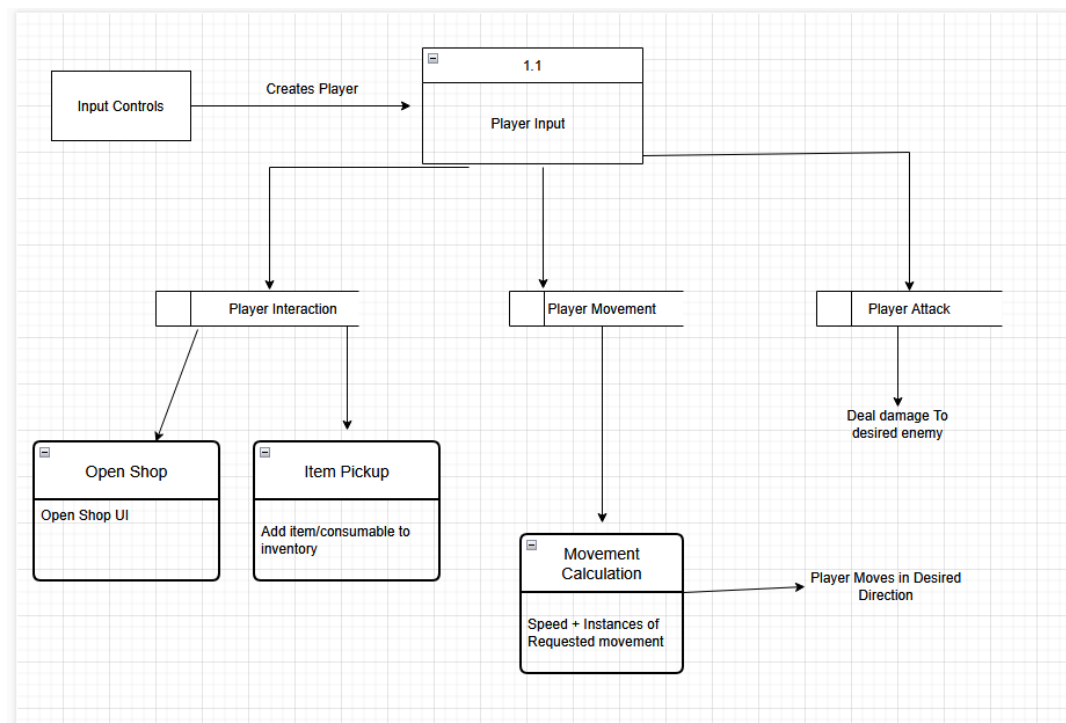 1.1
Input Controls
Creates Player
Player Input
Player Interaction
Player Movement
Player Attack
Deal damage To
desired enemy
Open Shop
Open Shop UI
Item Pickup
Add item/consumable to
inventory
Movement
Calculation
Speed + Instances of
Requested movement
Player Moves in Desired
Direction